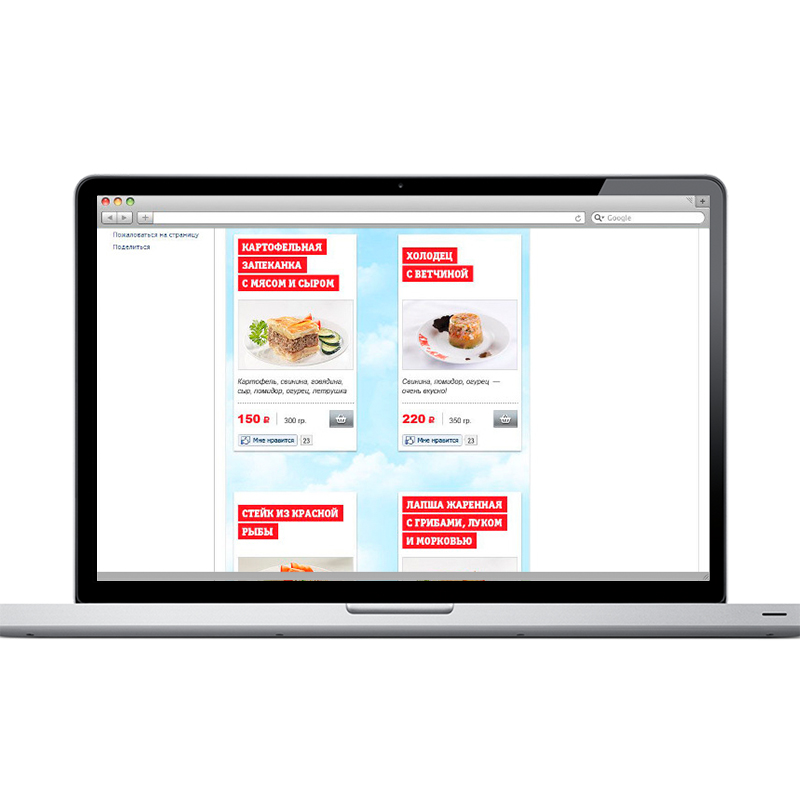 Google
Пожаловаться на страницу
Поделиться
КАРТОФЕЛЬНАЯ
ЗАПЕКАНКА
С МЯСОМ И СЫРОМ
Картофель, свинина, говядина,
сыр, помидор, огурец, петрушка
150 ₽ 300 гр.
Мне нравится 23
ХОЛОДЕЦ
С ВЕТЧИНОЙ
Свинина, помидор, огурец —
очень вкусно!
220 ₽ 350 гр.
Мне нравится 23
СТЕЙК ИЗ КРАСНОЙ
РЫБЫ
ЛАПША ЖАРЕННАЯ
С ГРИБАМИ, ЛУКОМ
И МОРКОВЬЮ